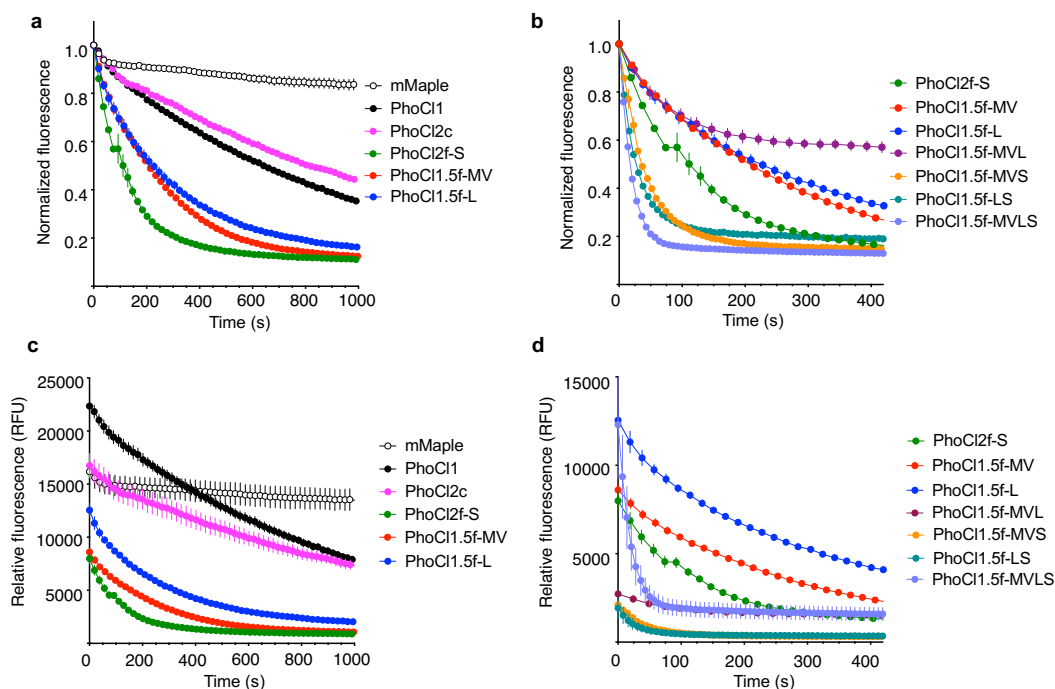 a
Normalized fluorescence
1.0
0.8
0.6
0.4
0.2
0
200
400
600
800
1000
Time (s)
mMaple
PhoCl1
PhoCl2c
PhoCl2f-S
PhoCl1.5f-MV
PhoCl1.5f-L
b
Normalized fluorescence
1.0
0.8
0.6
0.4
0.2
0
100
200
300
400
Time (s)
PhoCl2f-S
PhoCl1.5f-MV
PhoCl1.5f-L
PhoCl1.5f-MVL
PhoCl1.5f-MVS
PhoCl1.5f-LS
PhoCl1.5f-MVLS
c
Relative fluorescence (RFU)
25000
20000
15000
10000
5000
0
200
400
600
800
1000
Time (s)
mMaple
PhoCl1
PhoCl2c
PhoCl2f-S
PhoCl1.5f-MV
PhoCl1.5f-L
d
Relative fluorescence (RFU)
15000
10000
5000
0
0
100
200
300
400
Time (s)
PhoCl2f-S
PhoCl1.5f-MV
PhoCl1.5f-L
PhoCl1.5f-MVL
PhoCl1.5f-MVS
PhoCl1.5f-LS
PhoCl1.5f-MVLS